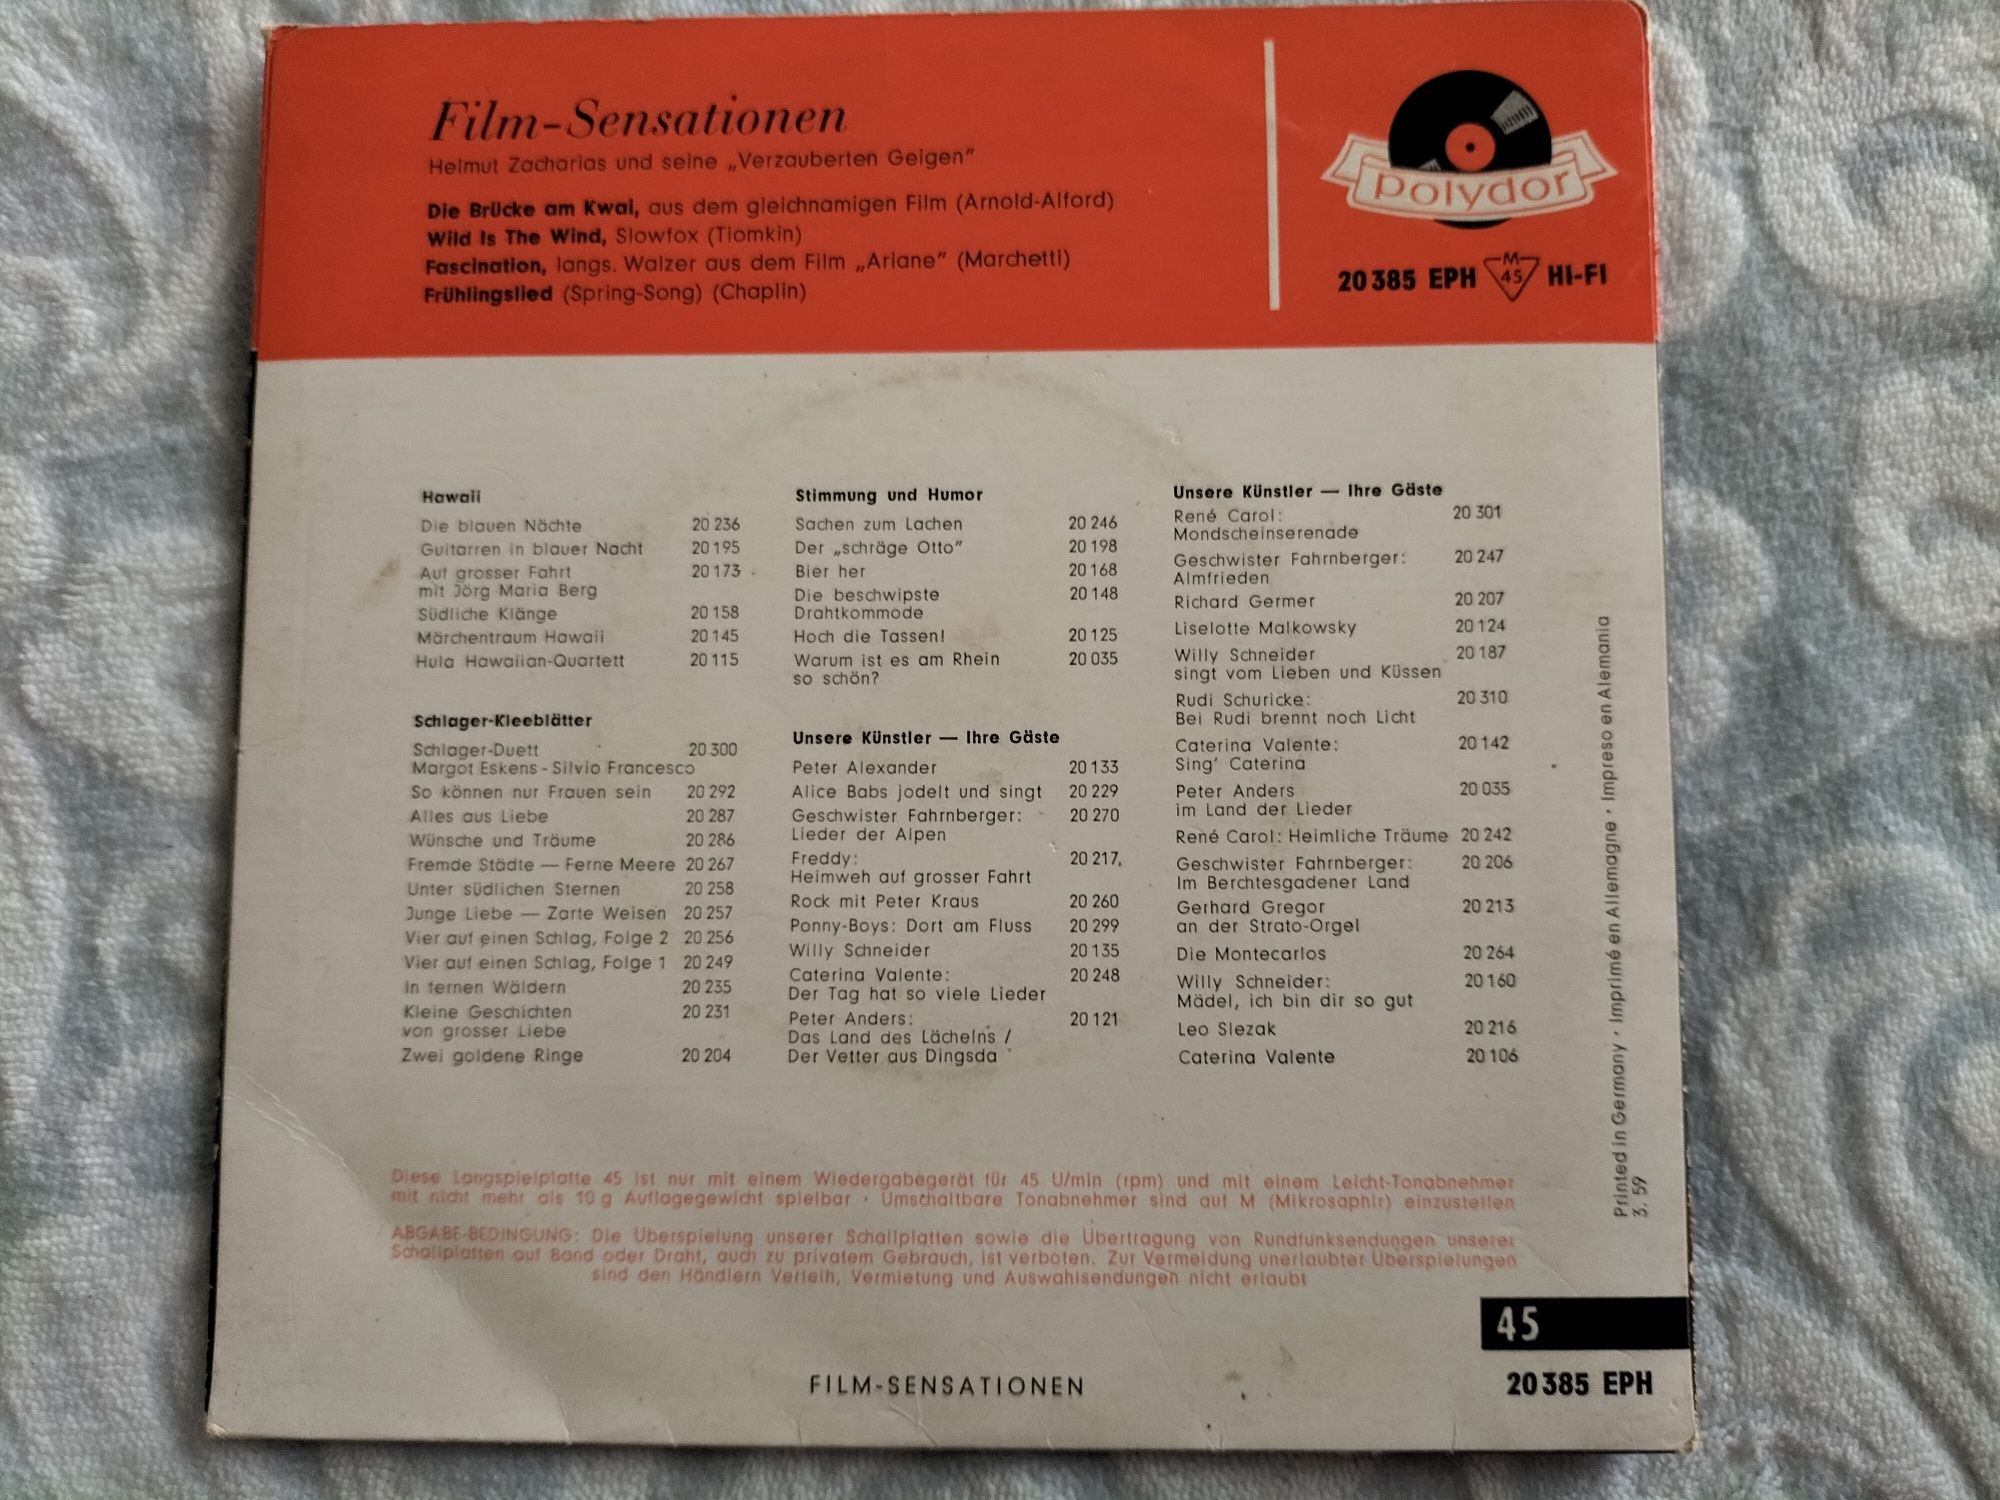 Film-Sensationen
Helmut Zacharias und seine „Verzauberten Geigen”
Die Brücke am Kwai, aus dem gleichnamigen Film (Arnold-Alford)
Wild Is The Wind, Slowfox (Tiomkin)
Fascination, langs. Walzer aus dem Film „Ariane” (Marchetti)
Frühlingslied (Spring-Song) (Chaplin)
polydor
20 385 EPH M 45 HI-FI
Hawaii
Die blauen Nächte 20 236
Guitarren in blauer Nacht 20 195
Auf grosser Fahrt 20 173
mit Jörg Maria Berg
Südliche Klänge 20 158
Märchentraum Hawaii 20 145
Hula Hawaiian-Quartett 20 115
Schlager-Kleeblätter
Schlager-Duett 20 300
Margot Eskens - Silvio Francesco
So können nur Frauen sein 20 292
Alles aus Liebe 20 287
Wünsche und Träume 20 286
Fremde Städte — Ferne Meere 20 267
Unter südlichen Sternen 20 258
Junge Liebe — Zarte Weisen 20 257
Vier auf einen Schlag, Folge 2 20 256
Vier auf einen Schlag, Folge 1 20 249
In fernen Wäldern 20 235
Kleine Geschichten 20 231
von grosser Liebe
Zwei goldene Ringe 20 204
Stimmung und Humor
Sachen zum Lachen 20 246
Der „schräge Otto” 20 198
Bier her 20 168
Die beschwipste 20 148
Drahtkommode
Hoch die Tassen! 20 125
Warum ist es am Rhein 20 035
so schön?
Unsere Künstler — Ihre Gäste
Peter Alexander 20 133
Alice Babs jodelt und singt 20 229
Geschwister Fahrnberger: 20 270
Lieder der Alpen
Freddy: 20 217,
Heimweh auf grosser Fahrt
Rock mit Peter Kraus 20 260
Ponny-Boys: Dort am Fluss 20 299
Willy Schneider 20 135
Caterina Valente: 20 248
Der Tag hat so viele Lieder
Peter Anders: 20 121
Das Land des Lächelns /
Der Vetter aus Dingsda
Unsere Künstler — Ihre Gäste
René Carol: 20 301
Mondscheinserenade
Geschwister Fahrnberger: 20 247
Almfrieden
Richard Germer 20 207
Liselotte Malkowsky 20 124
Willy Schneider 20 187
singt vom Lieben und Küssen
Rudi Schuricke: 20 310
Bei Rudi brennt noch Licht
Caterina Valente: 20 142
Sing’ Caterina
Peter Anders 20 035
im Land der Lieder
René Carol: Heimliche Träume 20 242
Geschwister Fahrnberger: 20 206
Im Berchtesgadener Land
Gerhard Gregor 20 213
an der Strato-Orgel
Die Montecarlos 20 264
Willy Schneider: 20 160
Mädel, ich bin dir so gut
Leo Slezak 20 216
Caterina Valente 20 106
Printed in Germany · Imprimé en Allemagne · Impreso en Alemania
3. 59
Diese Langspielplatte 45 ist nur mit einem Wiedergabegerät für 45 U/min (rpm) und mit einem Leicht-Tonabnehmer
mit nicht mehr als 10 g Auflagegewicht spielbar · Umschaltbare Tonabnehmer sind auf M (Mikrosaphir) einzustellen
ABGABE-BEDINGUNG: Die Überspielung unserer Schallplatten sowie die Übertragung von Rundfunksendungen unserer
Schallplatten auf Band oder Draht, auch zu privatem Gebrauch, ist verboten. Zur Vermeidung unerlaubter Überspielungen
sind den Händlern Verleih, Vermietung und Auswahlsendungen nicht erlaubt
45
FILM-SENSATIONEN
20 385 EPH